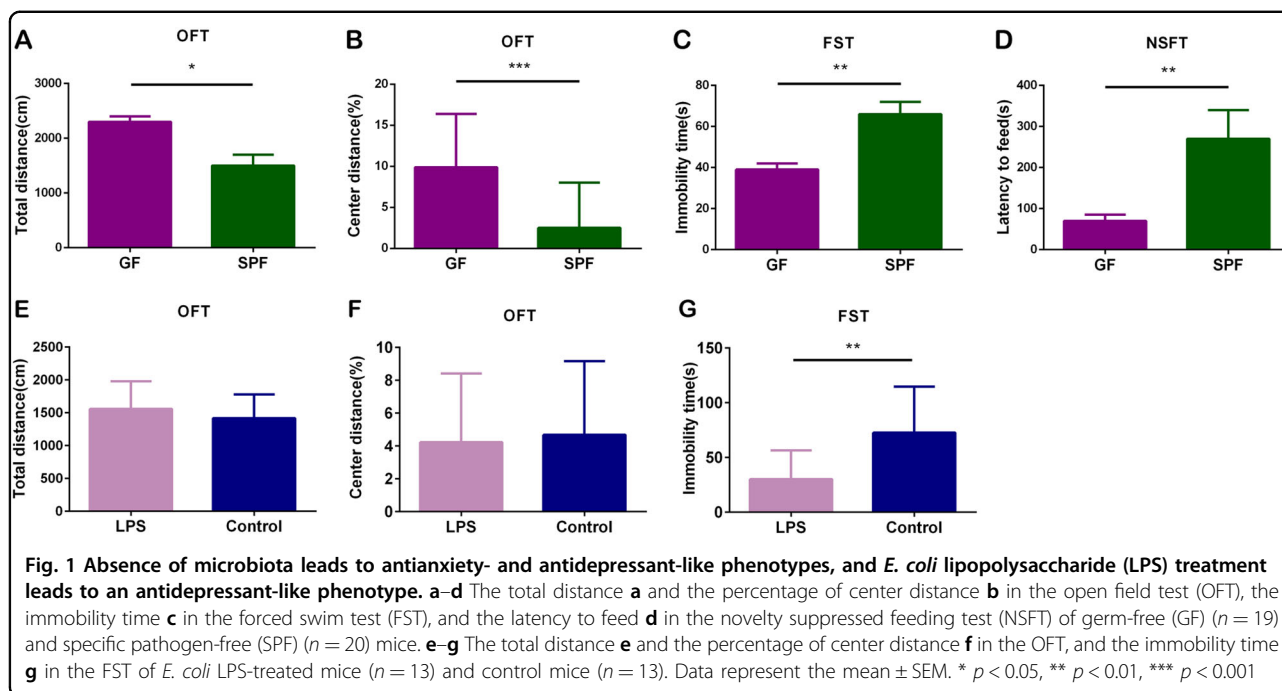 A
OFT
*
Total distance(cm)
3000
2000
1000
0
GF SPF
B
OFT
***
Center distance(%)
20
15
10
5
0
GF SPF
C
FST
**
Immobility time(s)
80
60
40
20
0
GF SPF
D
NSFT
**
Latency to feed(s)
400
300
200
100
0
GF SPF
E
OFT
Total distance(cm)
2500
2000
1500
1000
500
0
LPS Control
F
OFT
Center distance(%)
10
8
6
4
2
0
LPS Control
G
FST
**
Immobility time(s)
150
100
50
0
LPS Control
Fig. 1 Absence of microbiota leads to antianxiety- and antidepressant-like phenotypes, and E. coli lipopolysaccharide (LPS) treatment
leads to an antidepressant-like phenotype. a–d The total distance a and the percentage of center distance b in the open field test (OFT), the
immobility time c in the forced swim test (FST), and the latency to feed d in the novelty suppressed feeding test (NSFT) of germ-free (GF) (n = 19)
and specific pathogen-free (SPF) (n = 20) mice. e–g The total distance e and the percentage of center distance f in the OFT, and the immobility time
g in the FST of E. coli LPS-treated mice (n = 13) and control mice (n = 13). Data represent the mean ± SEM. * p < 0.05, ** p < 0.01, *** p < 0.001